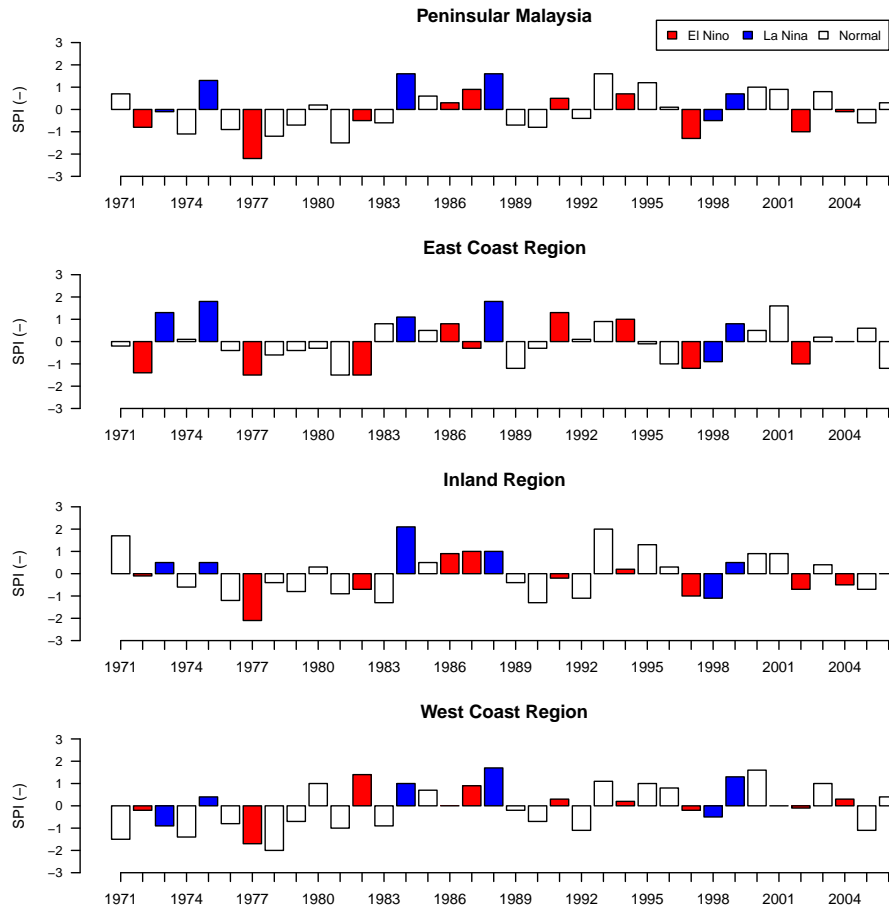 Peninsular Malaysia
El Nino La Nina Normal
SPI (−)
3
2
1
0
−1
−2
−3
1971 1974 1977 1980 1983 1986 1989 1992 1995 1998 2001 2004
East Coast Region
SPI (−)
3
2
1
0
−1
−2
−3
1971 1974 1977 1980 1983 1986 1989 1992 1995 1998 2001 2004
Inland Region
SPI (−)
3
2
1
0
−1
−2
−3
1971 1974 1977 1980 1983 1986 1989 1992 1995 1998 2001 2004
West Coast Region
SPI (−)
3
2
1
0
−1
−2
−3
1971 1974 1977 1980 1983 1986 1989 1992 1995 1998 2001 2004